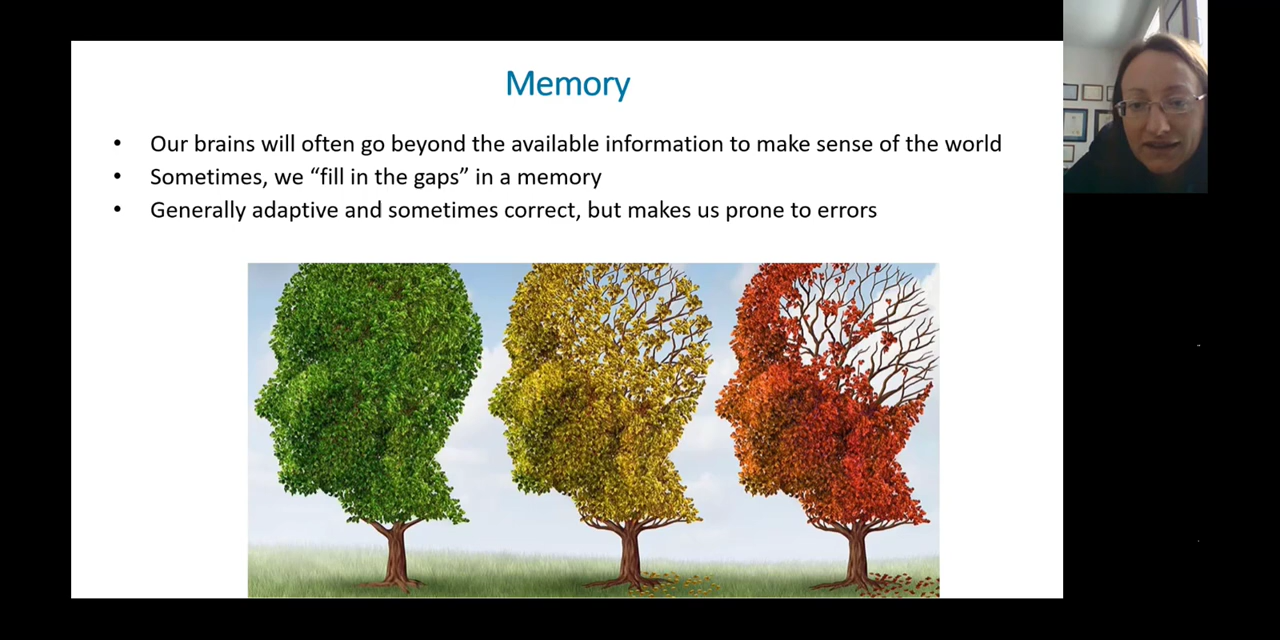 Memory
• Our brains will often go beyond the available information to make sense of the world
• Sometimes, we “fill in the gaps” in a memory
• Generally adaptive and sometimes correct, but makes us prone to errors